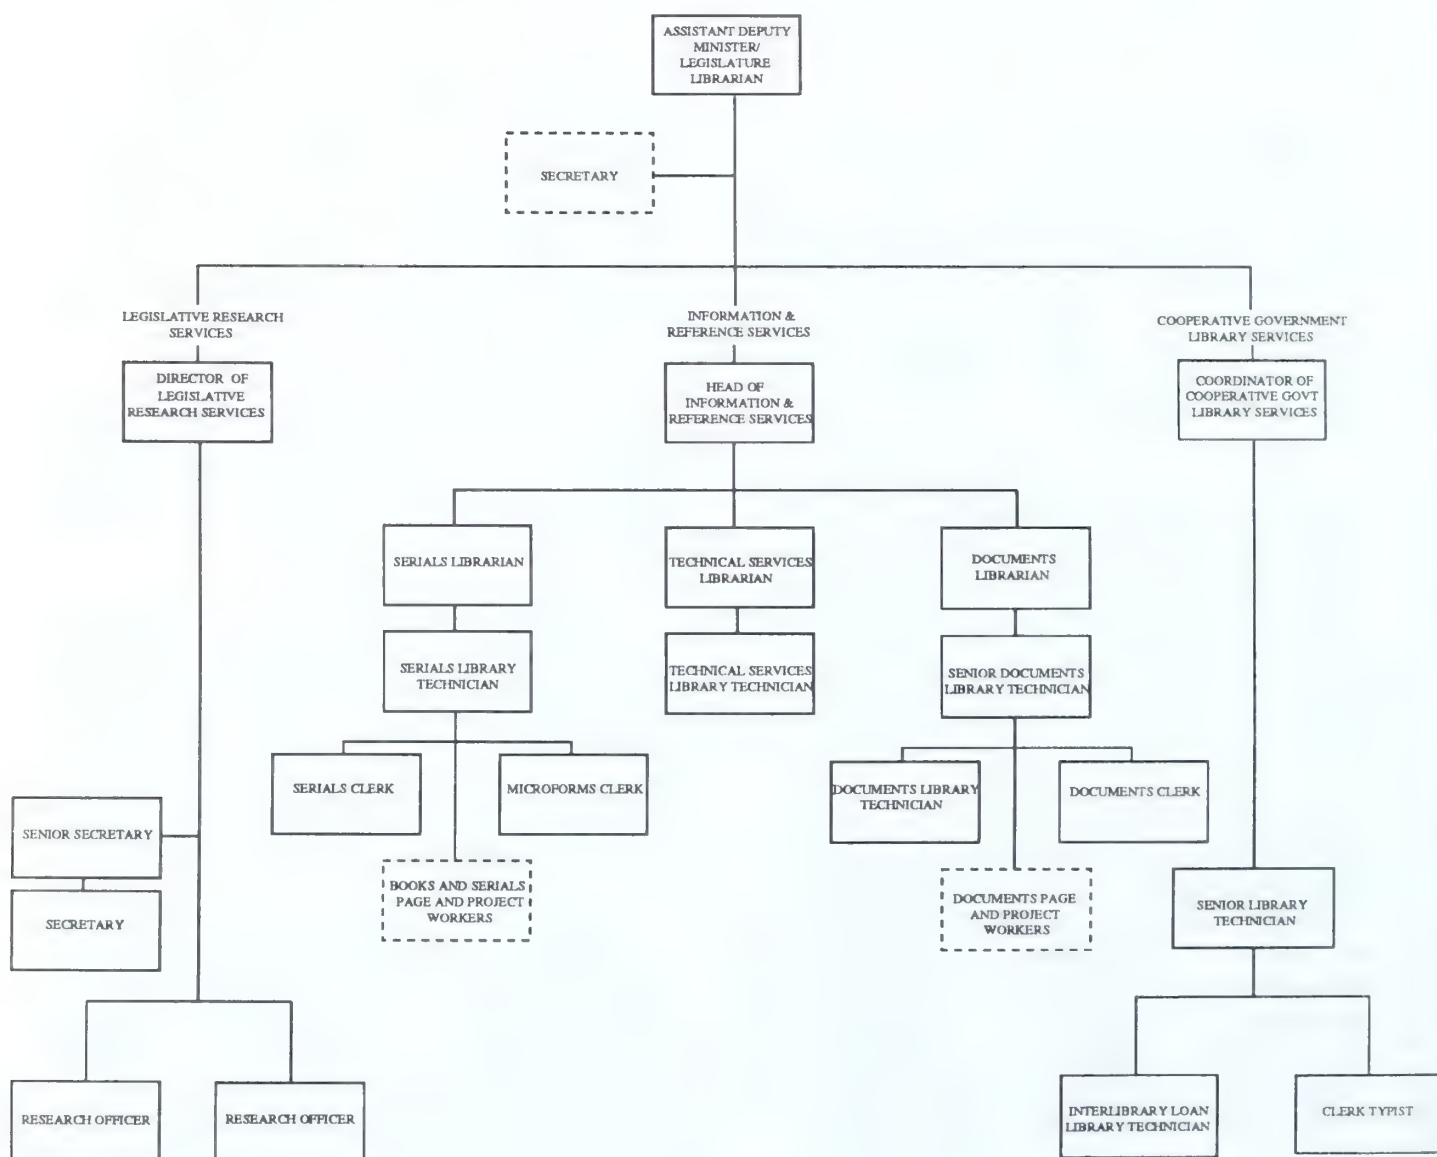 ASSISTANT DEPUTY
MINISTER/
LEGISLATURE
LIBRARIAN
SECRETARY
LEGISLATIVE RESEARCH
SERVICES
INFORMATION &
REFERENCE SERVICES
COOPERATIVE GOVERNMENT
LIBRARY SERVICES
DIRECTOR OF
LEGISLATIVE
RESEARCH SERVICES
HEAD OF
INFORMATION &
REFERENCE SERVICES
COORDINATOR OF
COOPERATIVE GOVT
LIBRARY SERVICES
SERIALS LIBRARIAN
TECHNICAL SERVICES
LIBRARIAN
DOCUMENTS
LIBRARIAN
SERIALS LIBRARY
TECHNICIAN
TECHNICAL SERVICES
LIBRARY TECHNICIAN
SENIOR DOCUMENTS
LIBRARY TECHNICIAN
SERIALS CLERK
MICROFORMS CLERK
DOCUMENTS LIBRARY
TECHNICIAN
DOCUMENTS CLERK
SENIOR SECRETARY
SECRETARY
BOOKS AND SERIALS
PAGE AND PROJECT
WORKERS
DOCUMENTS PAGE
AND PROJECT
WORKERS
SENIOR LIBRARY
TECHNICIAN
RESEARCH OFFICER
RESEARCH OFFICER
INTERLIBRARY LOAN
LIBRARY TECHNICIAN
CLERK TYPIST